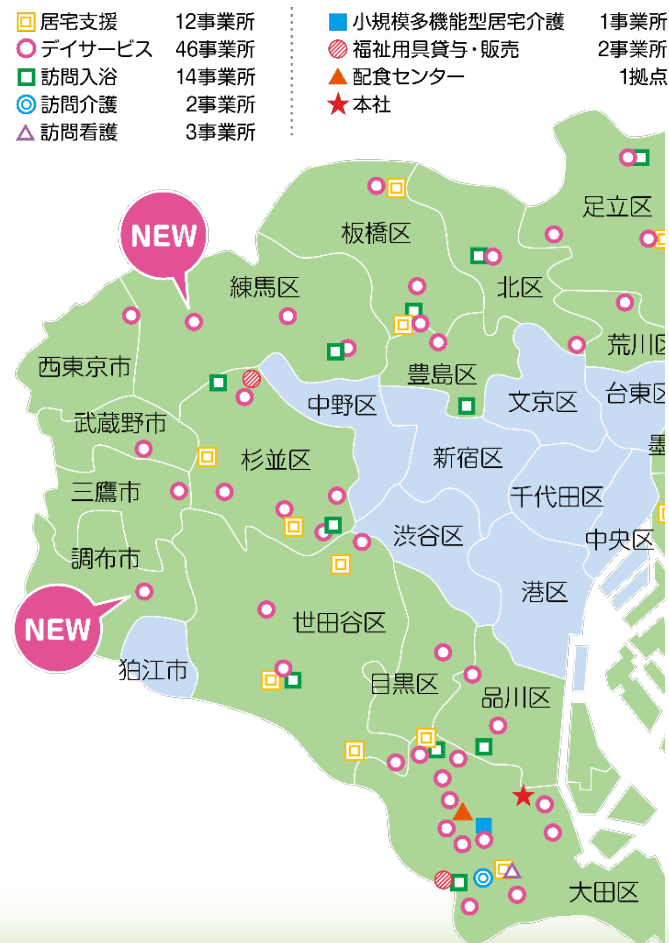 居宅支援 12事業所
デイサービス 46事業所
訪問入浴 14事業所
訪問介護 2事業所
訪問看護 3事業所
小規模多機能型居宅介護 1事業所
福祉用具貸与・販売 2事業所
配食センター 1拠点
本社
足立区
板橋区
NEW
練馬区
北区
荒川区
西東京市
豊島区
文京区
台東区
中野区
武蔵野市
墨
杉並区
新宿区
三鷹市
千代田区
渋谷区
中央区
調布市
港区
世田谷区
NEW
狛江市
目黒区
品川区
大田区